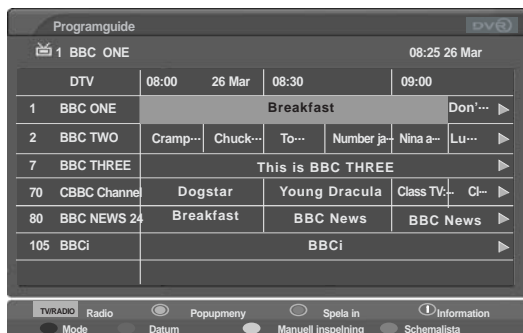 Programguide DVR
1 BBC ONE 08:25 26 Mar
DTV 08:00 26 Mar 08:30 09:00
1 BBC ONE Breakfast Don'···
2 BBC TWO Cramp··· Chuck··· To··· Number ja··· Nina a··· Lu···
7 BBC THREE This is BBC THREE
70 CBBC Channel Dogstar Young Dracula Class TV:··· Cl···
80 BBC NEWS 24 Breakfast BBC News BBC News
105 BBCi BBCi
TV/RADIO Radio Popupmeny Spela in Information
Mode Datum Manuell inspelning Schemalista